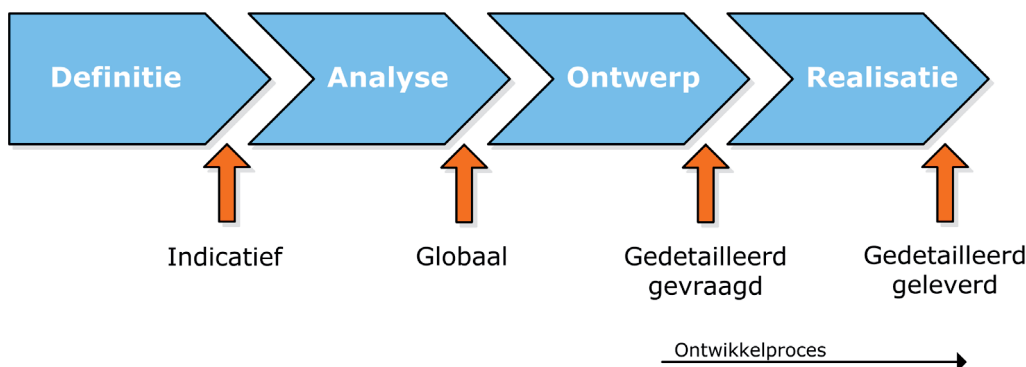 Definitie
Analyse
Ontwerp
Realisatie
Indicatief
Globaal
Gedetailleerd
gevraagd
Gedetailleerd
geleverd
Ontwikkelproces